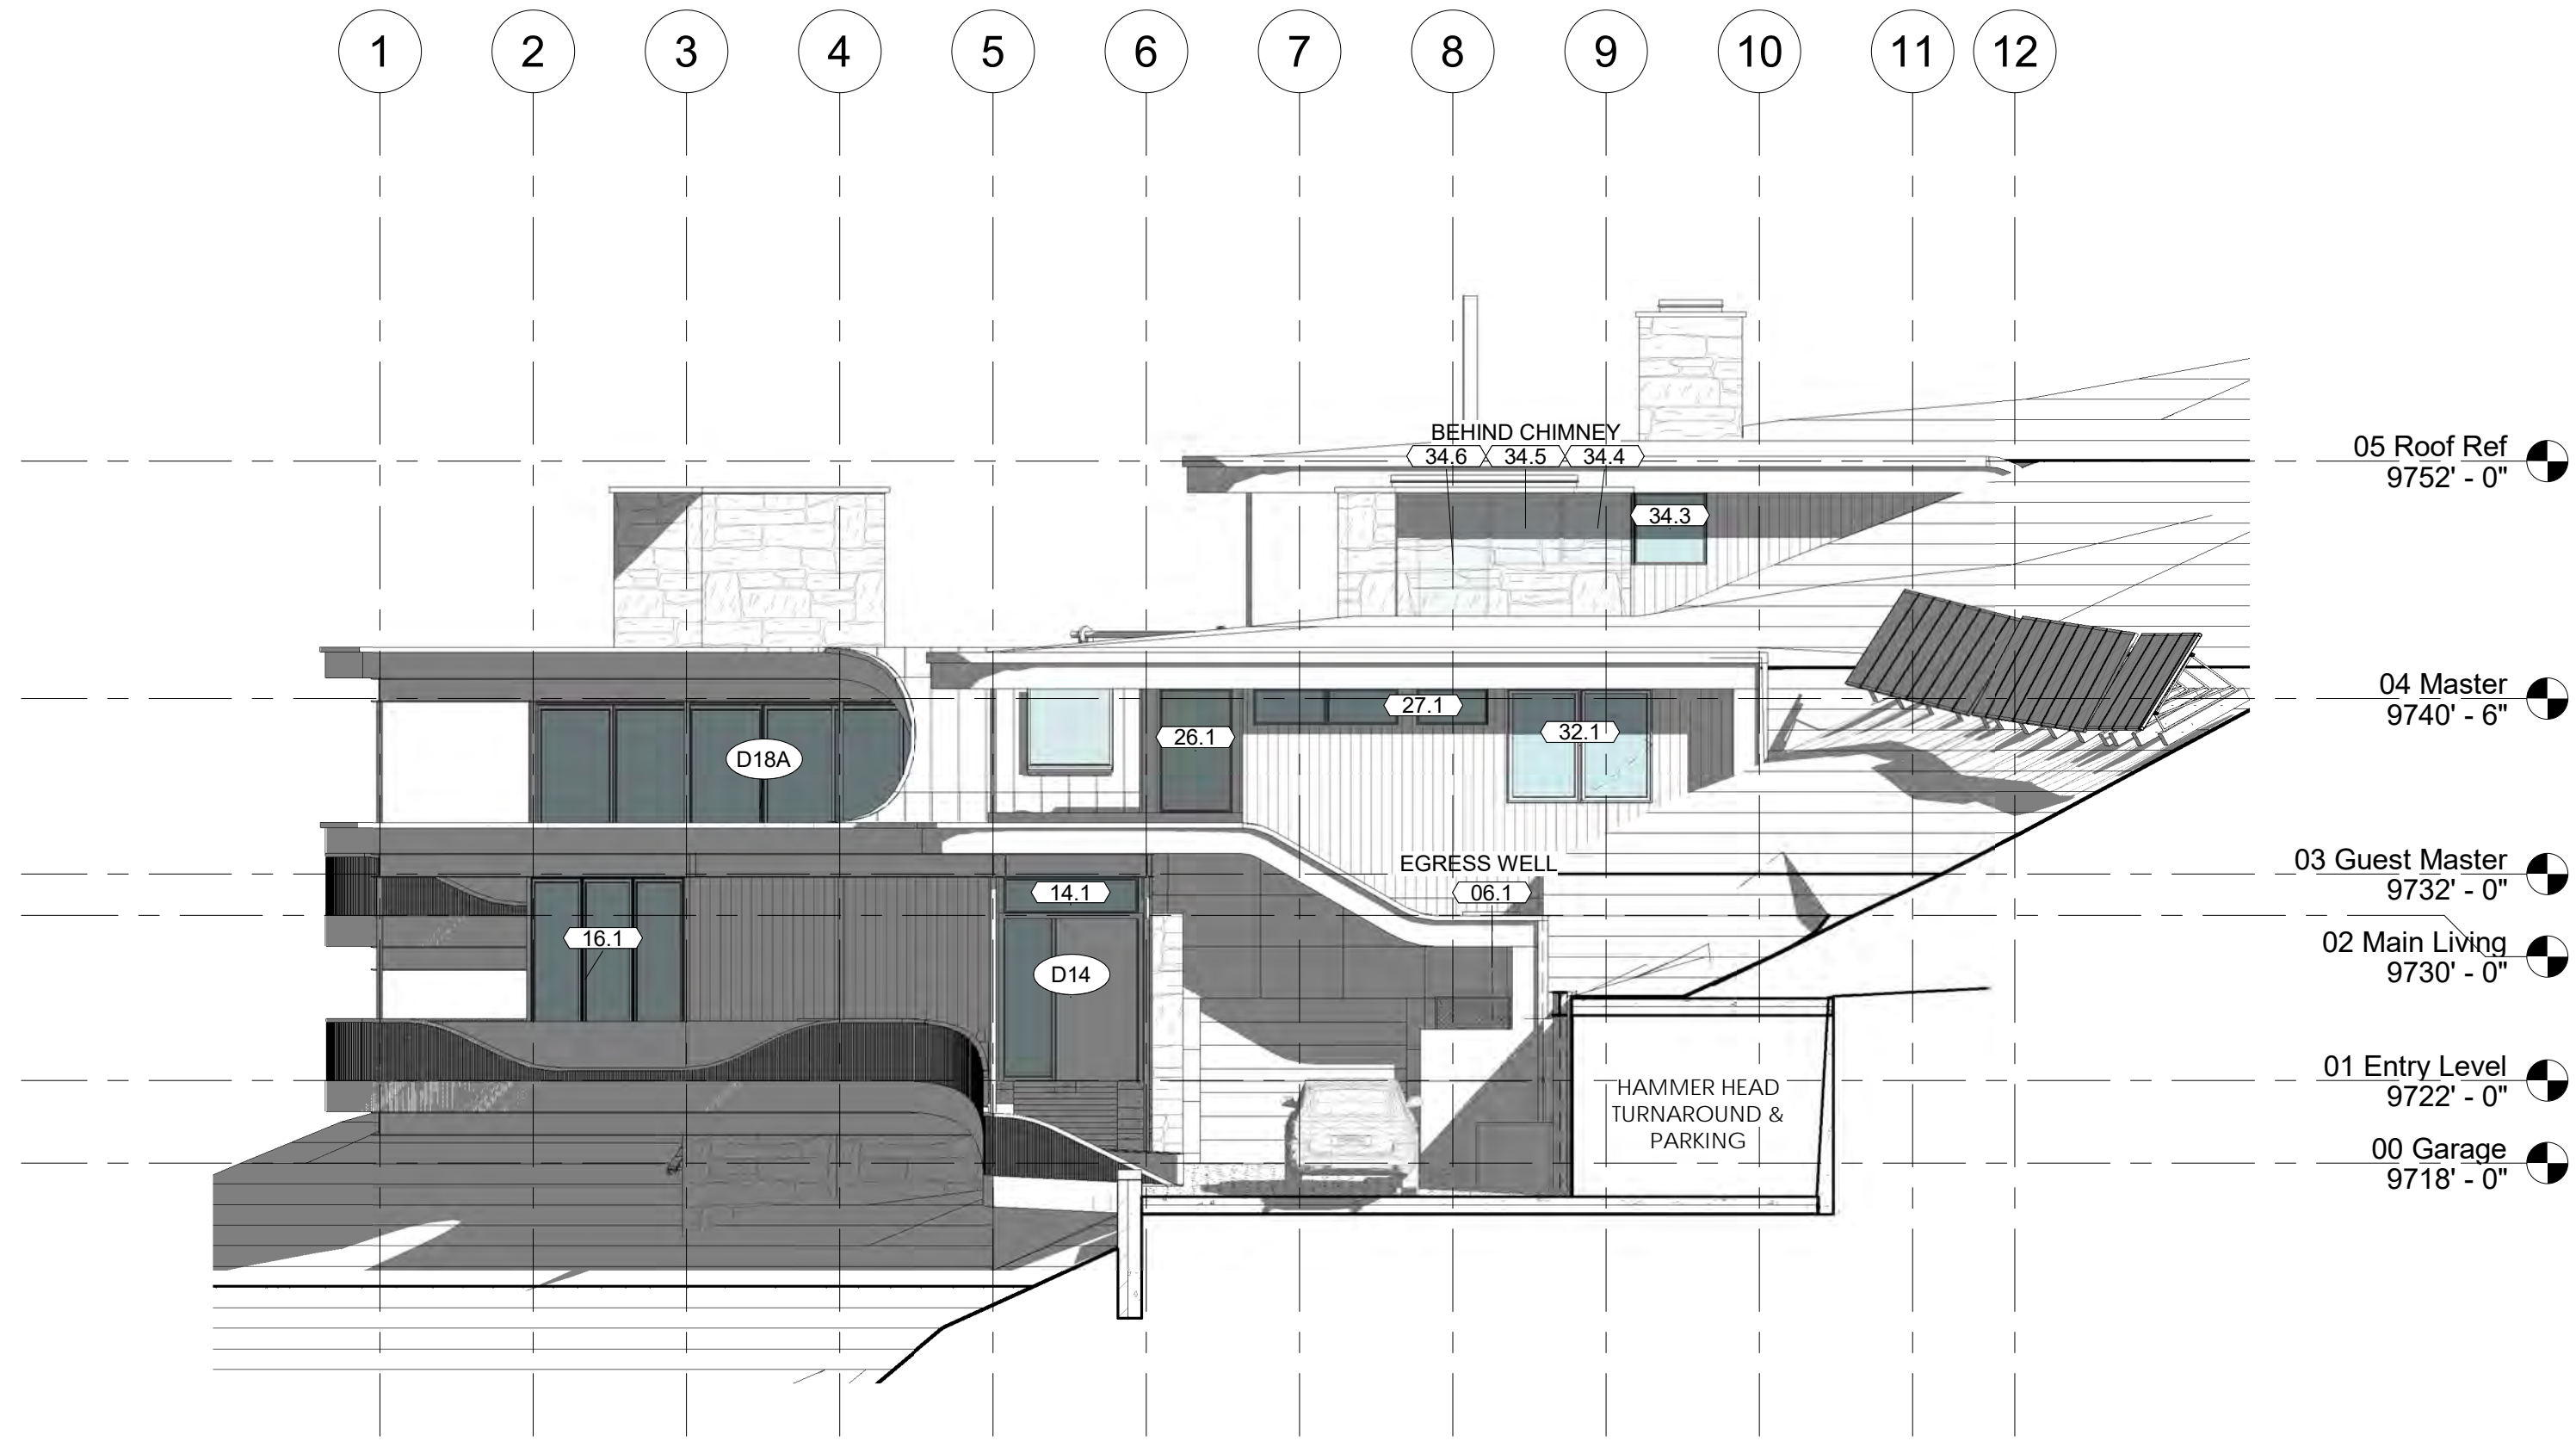 1 2 3 4 5 6 7 8 9 10 11 12
BEHIND CHIMNEY
34.6 34.5 34.4
05 Roof Ref
9752' - 0"
34.3
04 Master
9740' - 6"
27.1
26.1
32.1
D18A
EGRESS WELL
03 Guest Master
9732' - 0"
14.1
06.1
16.1
02 Main Living
9730' - 0"
D14
01 Entry Level
9722' - 0"
HAMMER HEAD
TURNAROUND &
PARKING
00 Garage
9718' - 0"